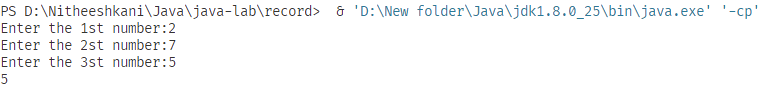 PS D:\Nitheeshkani\Java\java-lab\record>  & 'D:\New folder\Java\jdk1.8.0_25\bin\java.exe' '-cp'
Enter the 1st number:2
Enter the 2st number:7
Enter the 3st number:5
5